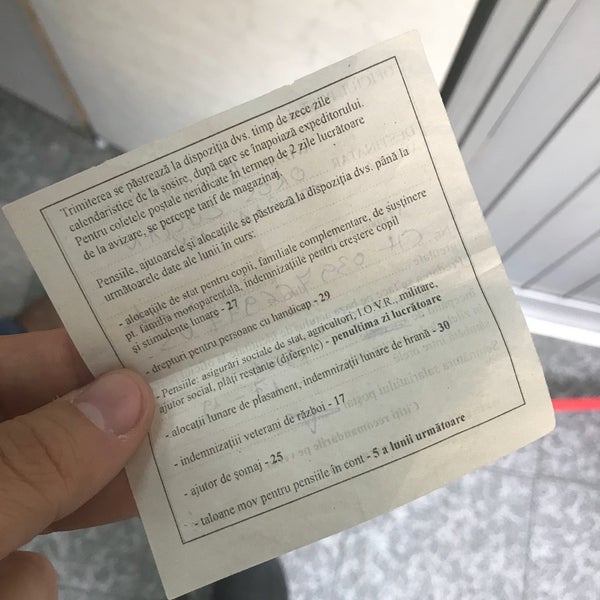 Trimiterea se păstrează la dispoziția dvs. timp de zece zile
calendaristice de la sosire, după care se înapoiază expeditorului.
Pentru coletele poștale neridicate în termen de 2 zile lucrătoare
de la avizare, se percepe tarif de magazinaj.
Pensiile, ajutoarele și alocațiile se păstrează la dispoziția dvs. până la
următoarele date ale lunii în curs:
- alocațiile de stat pentru copii, familiale complementare, de susținere
pt. familia monoparentală, indemnizațiile pentru creștere copil
și stimulente lunare - 27
- drepturi pentru persoane cu handicap - 29
- Pensiile: asigurări sociale de stat, agricultori, I.O.V.R., militare,
ajutor social, plăți restante (diferențe) - penultima zi lucrătoare
- alocații lunare de plasament, indemnizații lunare de hrană - 30
- indemnizațiii veterani de război - 17
- ajutor de șomaj - 25
- taloane mov pentru pensiile în cont - 5 a lunii următoare